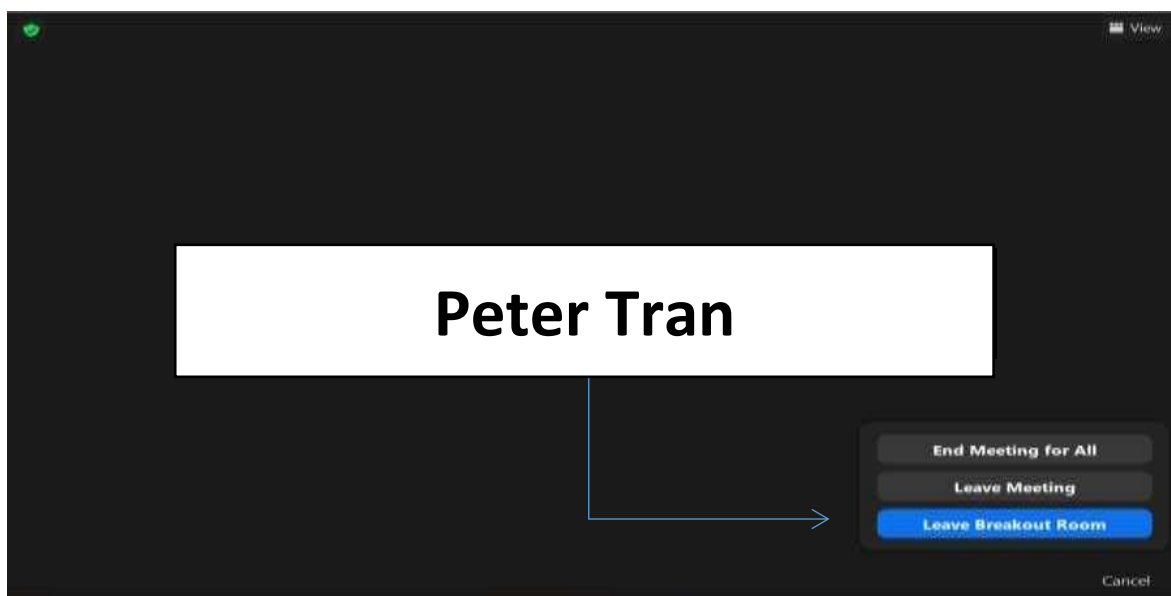 View
Peter Tran
End Meeting for All
Leave Meeting
Leave Breakout Room
Cancel